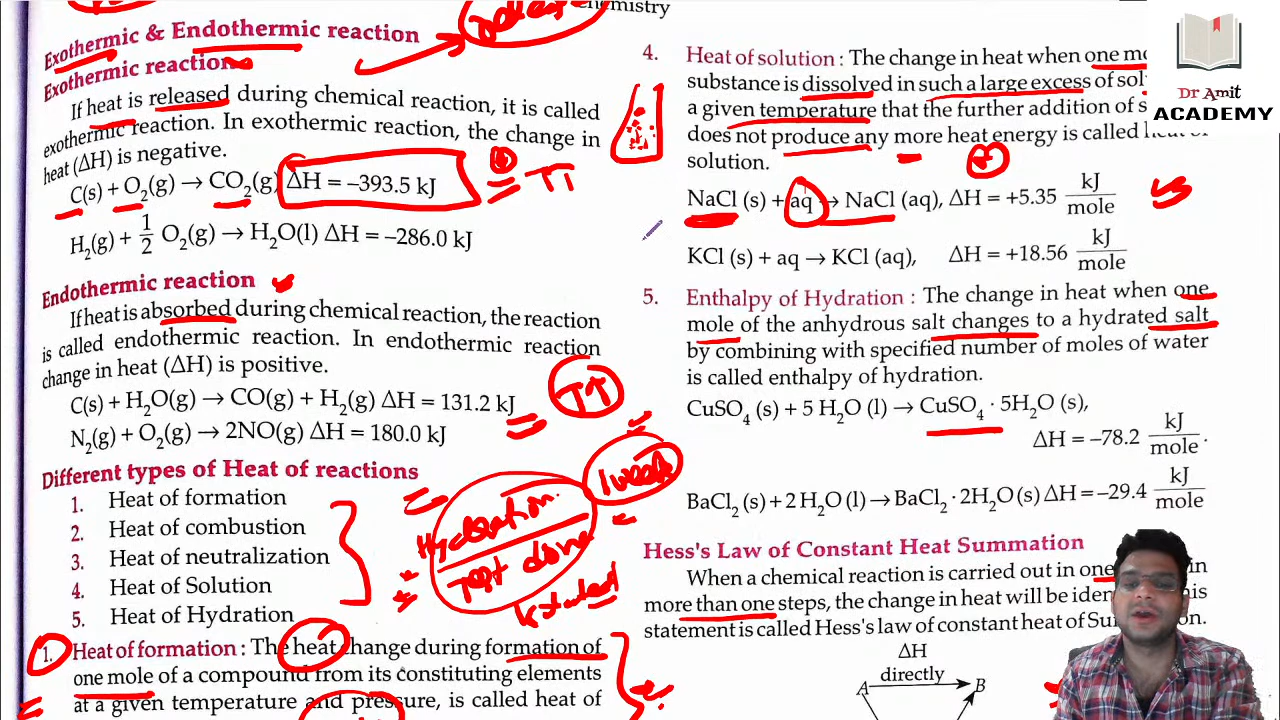 Chemistry
Exothermic & Endothermic reaction
Exothermic reaction
If heat is released during chemical reaction, it is called
exothermic reaction. In exothermic reaction, the change in
heat (ΔH) is negative.
C(s) + O₂(g) → CO₂(g) ΔH = –393.5 kJ
H₂(g) + 1/2 O₂(g) → H₂O(l) ΔH = –286.0 kJ
Endothermic reaction
If heat is absorbed during chemical reaction, the reaction
is called endothermic reaction. In endothermic reaction
change in heat (ΔH) is positive.
C(s) + H₂O(g) → CO(g) + H₂(g) ΔH = 131.2 kJ
N₂(g) + O₂(g) → 2NO(g) ΔH = 180.0 kJ
Different types of Heat of reactions
1. Heat of formation
2. Heat of combustion
3. Heat of neutralization
4. Heat of Solution
5. Heat of Hydration
Hydration
1 week
1. Heat of formation : The heat change during formation of
one mole of a compound from its constituting elements
at a given temperature and pressure, is called heat of
4. Heat of solution : The change in heat when one
substance is dissolved in such a large excess of
a given temperature that the further addition of
does not produce any more heat energy is called
solution.
NaCl (s) + aq → NaCl (aq), ΔH = +5.35 kJ/mole
KCl (s) + aq → KCl (aq), ΔH = +18.56 kJ/mole
5. Enthalpy of Hydration : The change in heat when one
mole of the anhydrous salt changes to a hydrated salt
by combining with specified number of moles of water
is called enthalpy of hydration.
CuSO₄ (s) + 5 H₂O (l) → CuSO₄ · 5H₂O (s),
ΔH = –78.2 kJ/mole.
BaCl₂ (s) + 2 H₂O (l) → BaCl₂ · 2H₂O (s) ΔH = –29.4 kJ/mole
Hess's Law of Constant Heat Summation
When a chemical reaction is carried out in one in
more than one steps, the change in heat will be
statement is called Hess's law of constant heat of
ΔH
directly
A B
Dr Amit
ACADEMY